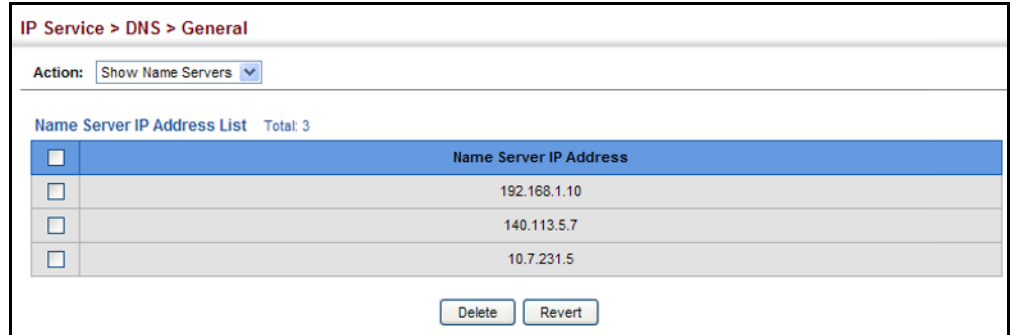 IP Service > DNS > General
Action: Show Name Servers
Name Server IP Address List Total: 3
Name Server IP Address
192.168.1.10
140.113.5.7
10.7.231.5
Delete Revert